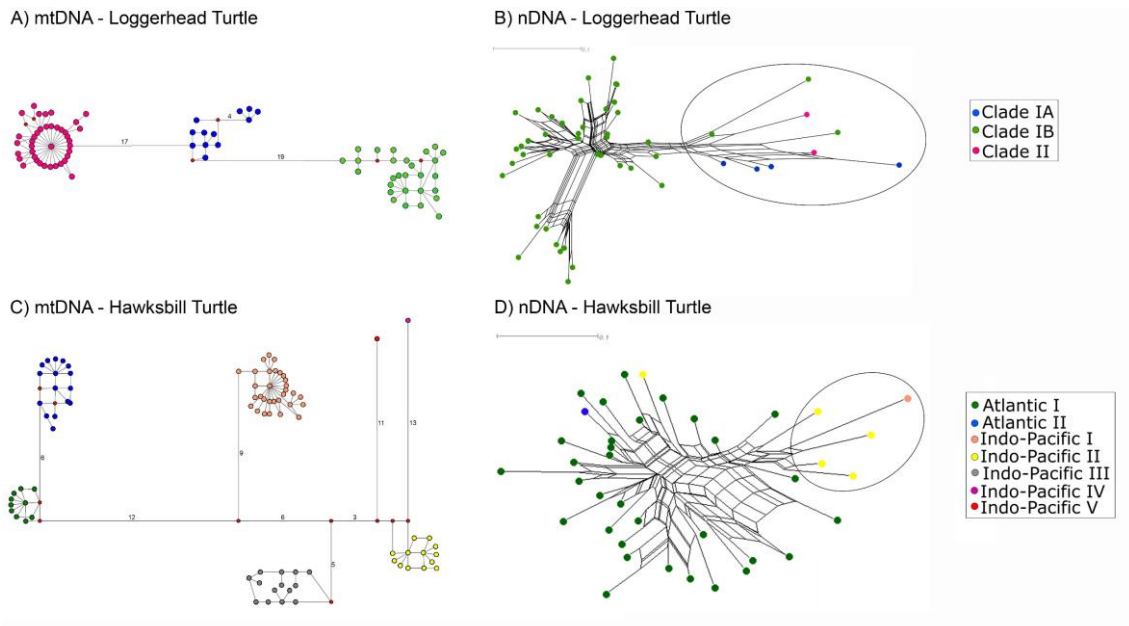 A) mtDNA - Loggerhead Turtle
17
4
19
B) nDNA - Loggerhead Turtle
Clade IA
Clade IB
Clade II
C) mtDNA - Hawksbill Turtle
6
12
9
6
5
3
11
13
D) nDNA - Hawksbill Turtle
Atlantic I
Atlantic II
Indo-Pacific I
Indo-Pacific II
Indo-Pacific III
Indo-Pacific IV
Indo-Pacific V